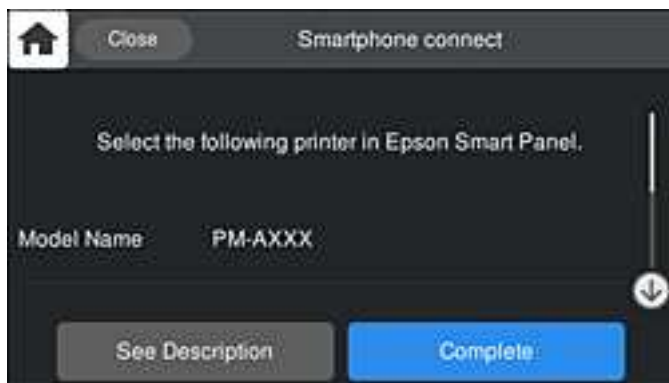 Close
Smartphone connect
Select the following printer in Epson Smart Panel.
Model Name PM-AXXX
See Description
Complete